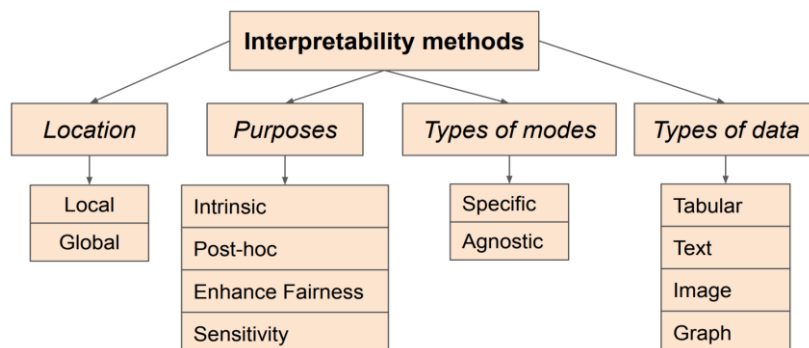 Interpretability methods
Location
Purposes
Types of modes
Types of data
Local
Global
Intrinsic
Post-hoc
Enhance Fairness
Sensitivity
Specific
Agnostic
Tabular
Text
Image
Graph